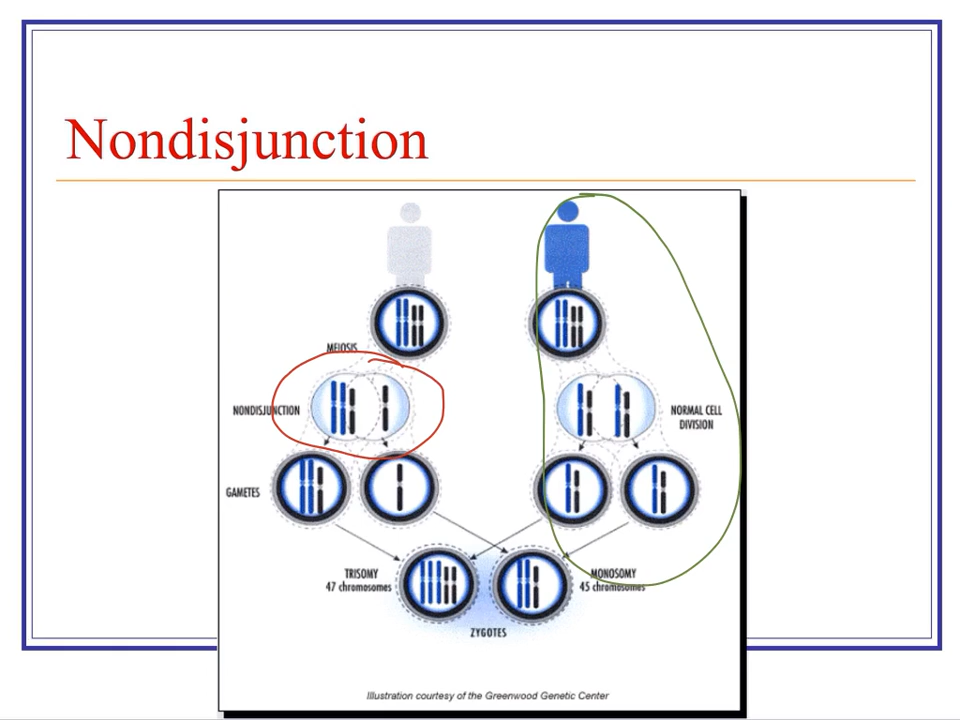 Nondisjunction
MEIOSIS
NONDISJUNCTION
NORMAL CELL
DIVISION
GAMETES
TRISOMY
47 chromosomes
MONOSOMY
45 chromosomes
ZYGOTES
Illustration courtesy of the Greenwood Genetic Center